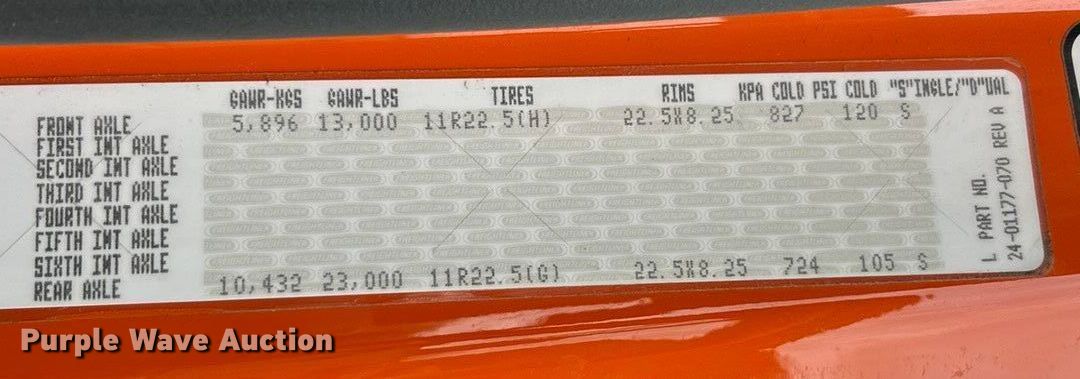 GAWR-KGS GAWR-LBS TIRES RIMS KPA COLD PSI COLD "S"INGLE/"D"UAL
FRONT AXLE 5,896 13,000 11R22.5(H) 22.5X8.25 827 120 S
FIRST INT AXLE
SECOND INT AXLE
THIRD INT AXLE
FOURTH INT AXLE
FIFTH INT AXLE
SIXTH INT AXLE
REAR AXLE 10,432 23,000 11R22.5(G) 22.5X8.25 724 105 S
L PART NO.
24-01177-070 REV A
Purple Wave Auction